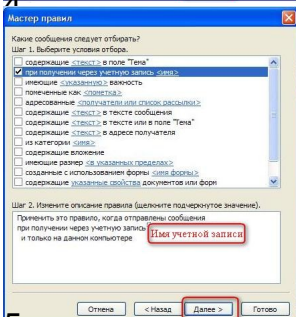 Мастер правил
Какие сообщения следует отбирать?
Шаг 1. Выберите условия отбора.
содержащие <текст> в поле "Тема"
при получении через учетную запись <имя>
имеющие <указанную> важность
помеченные как <пометка>
адресованные <получатели или список рассылки>
содержащие <текст> в тексте сообщения
содержащие <текст> в тексте или в поле "Тема"
содержащие <текст> в адресе получателя
из категории <имя>
содержащие вложение
имеющие размер <в указанных пределах>
созданные с использованием формы <имя формы>
содержащие указанные свойства документов или форм
Шаг 2. Измените описание правила (щелкните подчеркнутое значение).
Применить это правило, когда отправлены сообщения
при получении через учетную запись Имя учетной записи
и только на данном компьютере
Отмена < Назад Далее > Готово